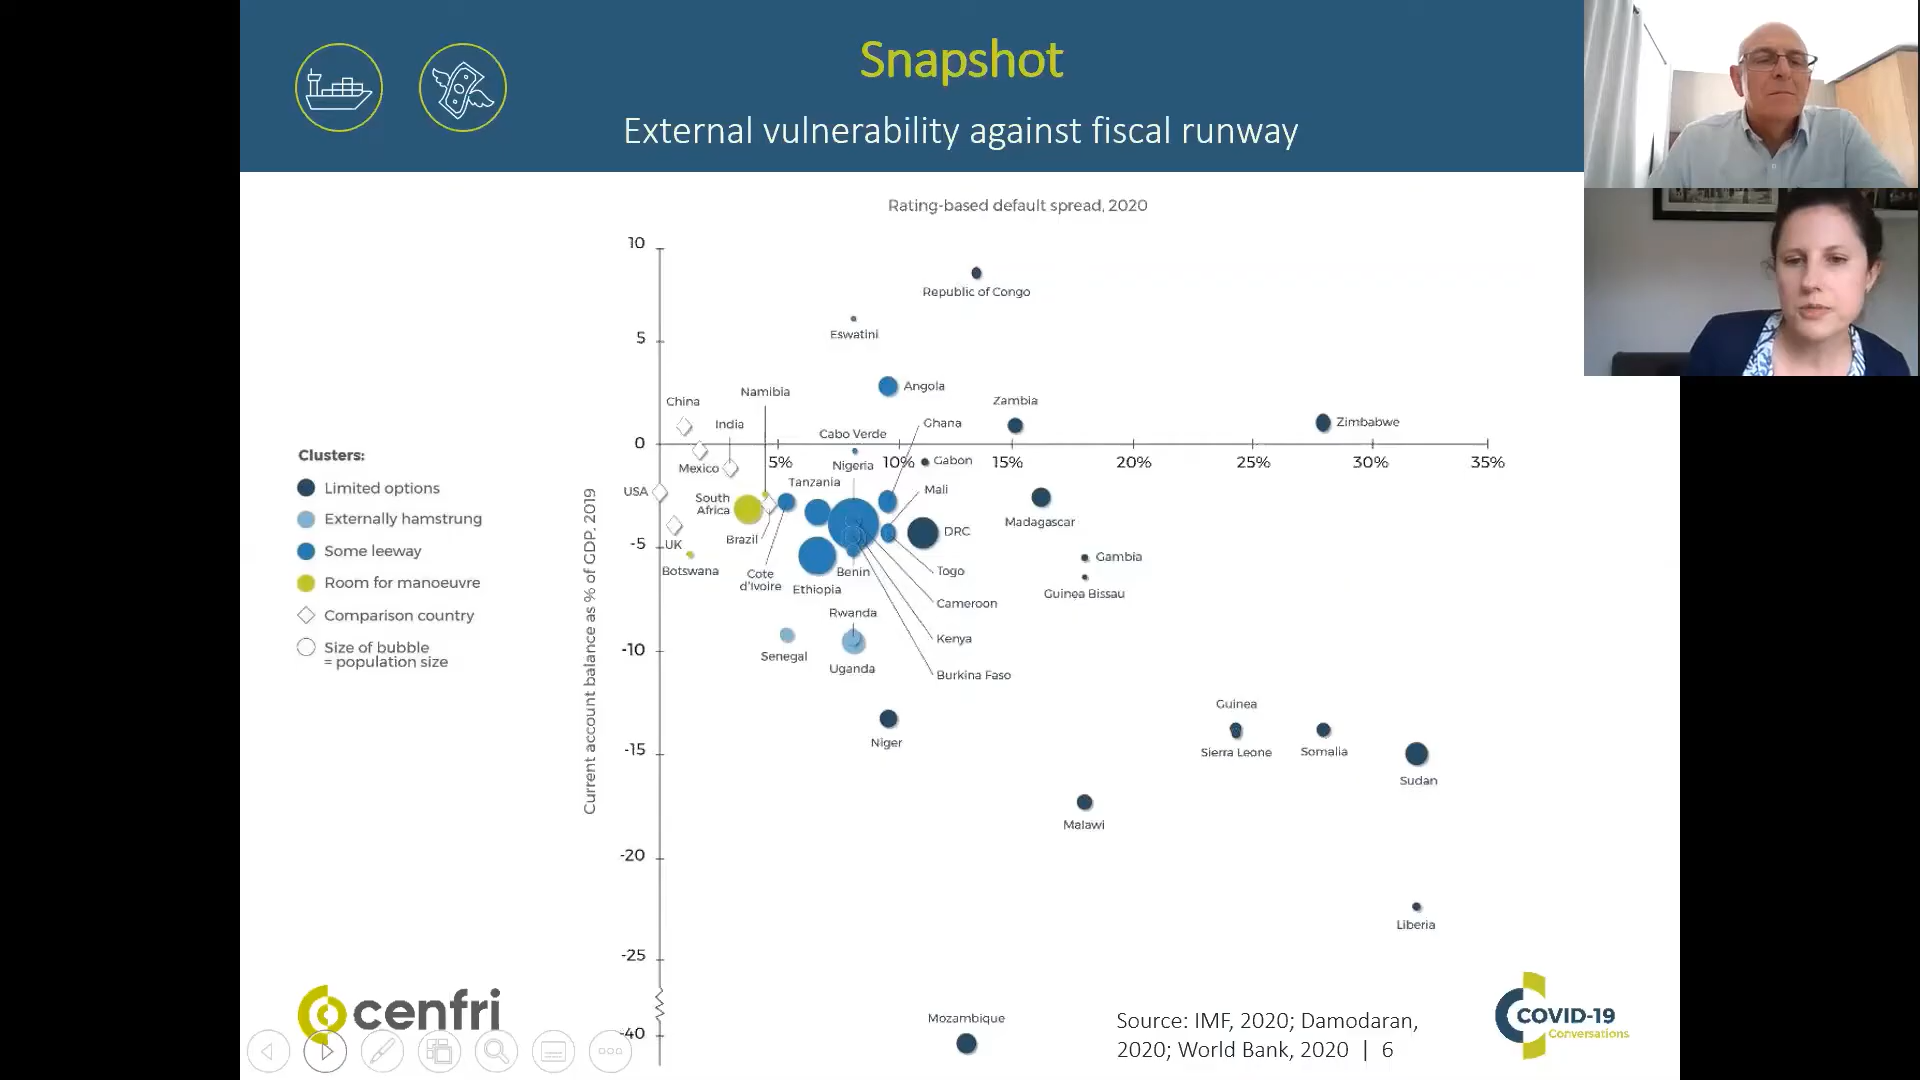 Snapshot
External vulnerability against fiscal runway
Rating-based default spread, 2020
10
Republic of Congo
Eswatini
5
Angola
Namibia
China
Zambia
India
Ghana
Zimbabwe
Cabo Verde
0
5%
10%
15%
20%
25%
30%
35%
Gabon
Mexico
Nigeria
Tanzania
USA
Mali
South
Africa
Madagascar
DRC
Brazil
UK
-5
Gambia
Botswana
Cote
d'Ivoire
Benin
Togo
Ethiopia
Guinea Bissau
Cameroon
Rwanda
Kenya
-10
Senegal
Uganda
Burkina Faso
Guinea
Niger
-15
Sierra Leone
Somalia
Sudan
Malawi
-20
Liberia
-25
Mozambique
-40
Current account balance as % of GDP, 2019
Clusters:
Limited options
Externally hamstrung
Some leeway
Room for manoeuvre
Comparison country
Size of bubble
= population size
cenfri
Source: IMF, 2020; Damodaran,
2020; World Bank, 2020 | 6
COVID-19
Conversations